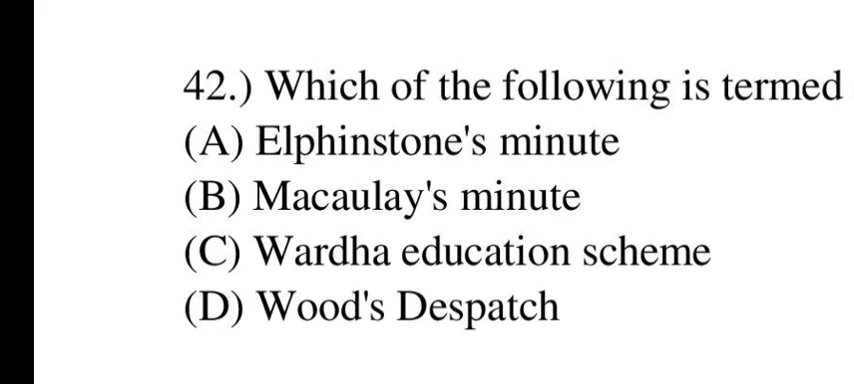 42.) Which of the following is termed
(A) Elphinstone's minute
(B) Macaulay's minute
(C) Wardha education scheme
(D) Wood's Despatch